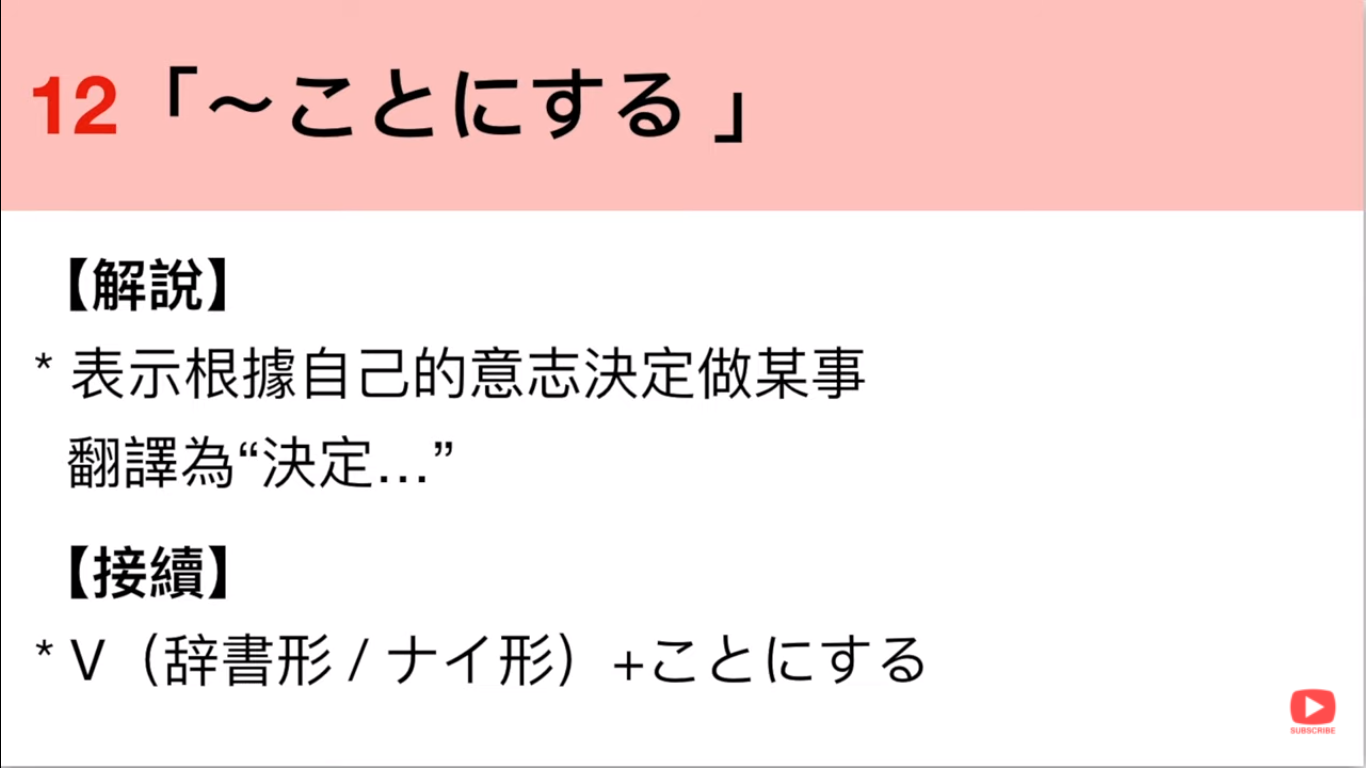 12「～ことにする 」
【解說】
* 表示根據自己的意志決定做某事
翻譯為“決定...”
【接續】
* V（辞書形 / ナイ形）+ことにする
SUBSCRIBE